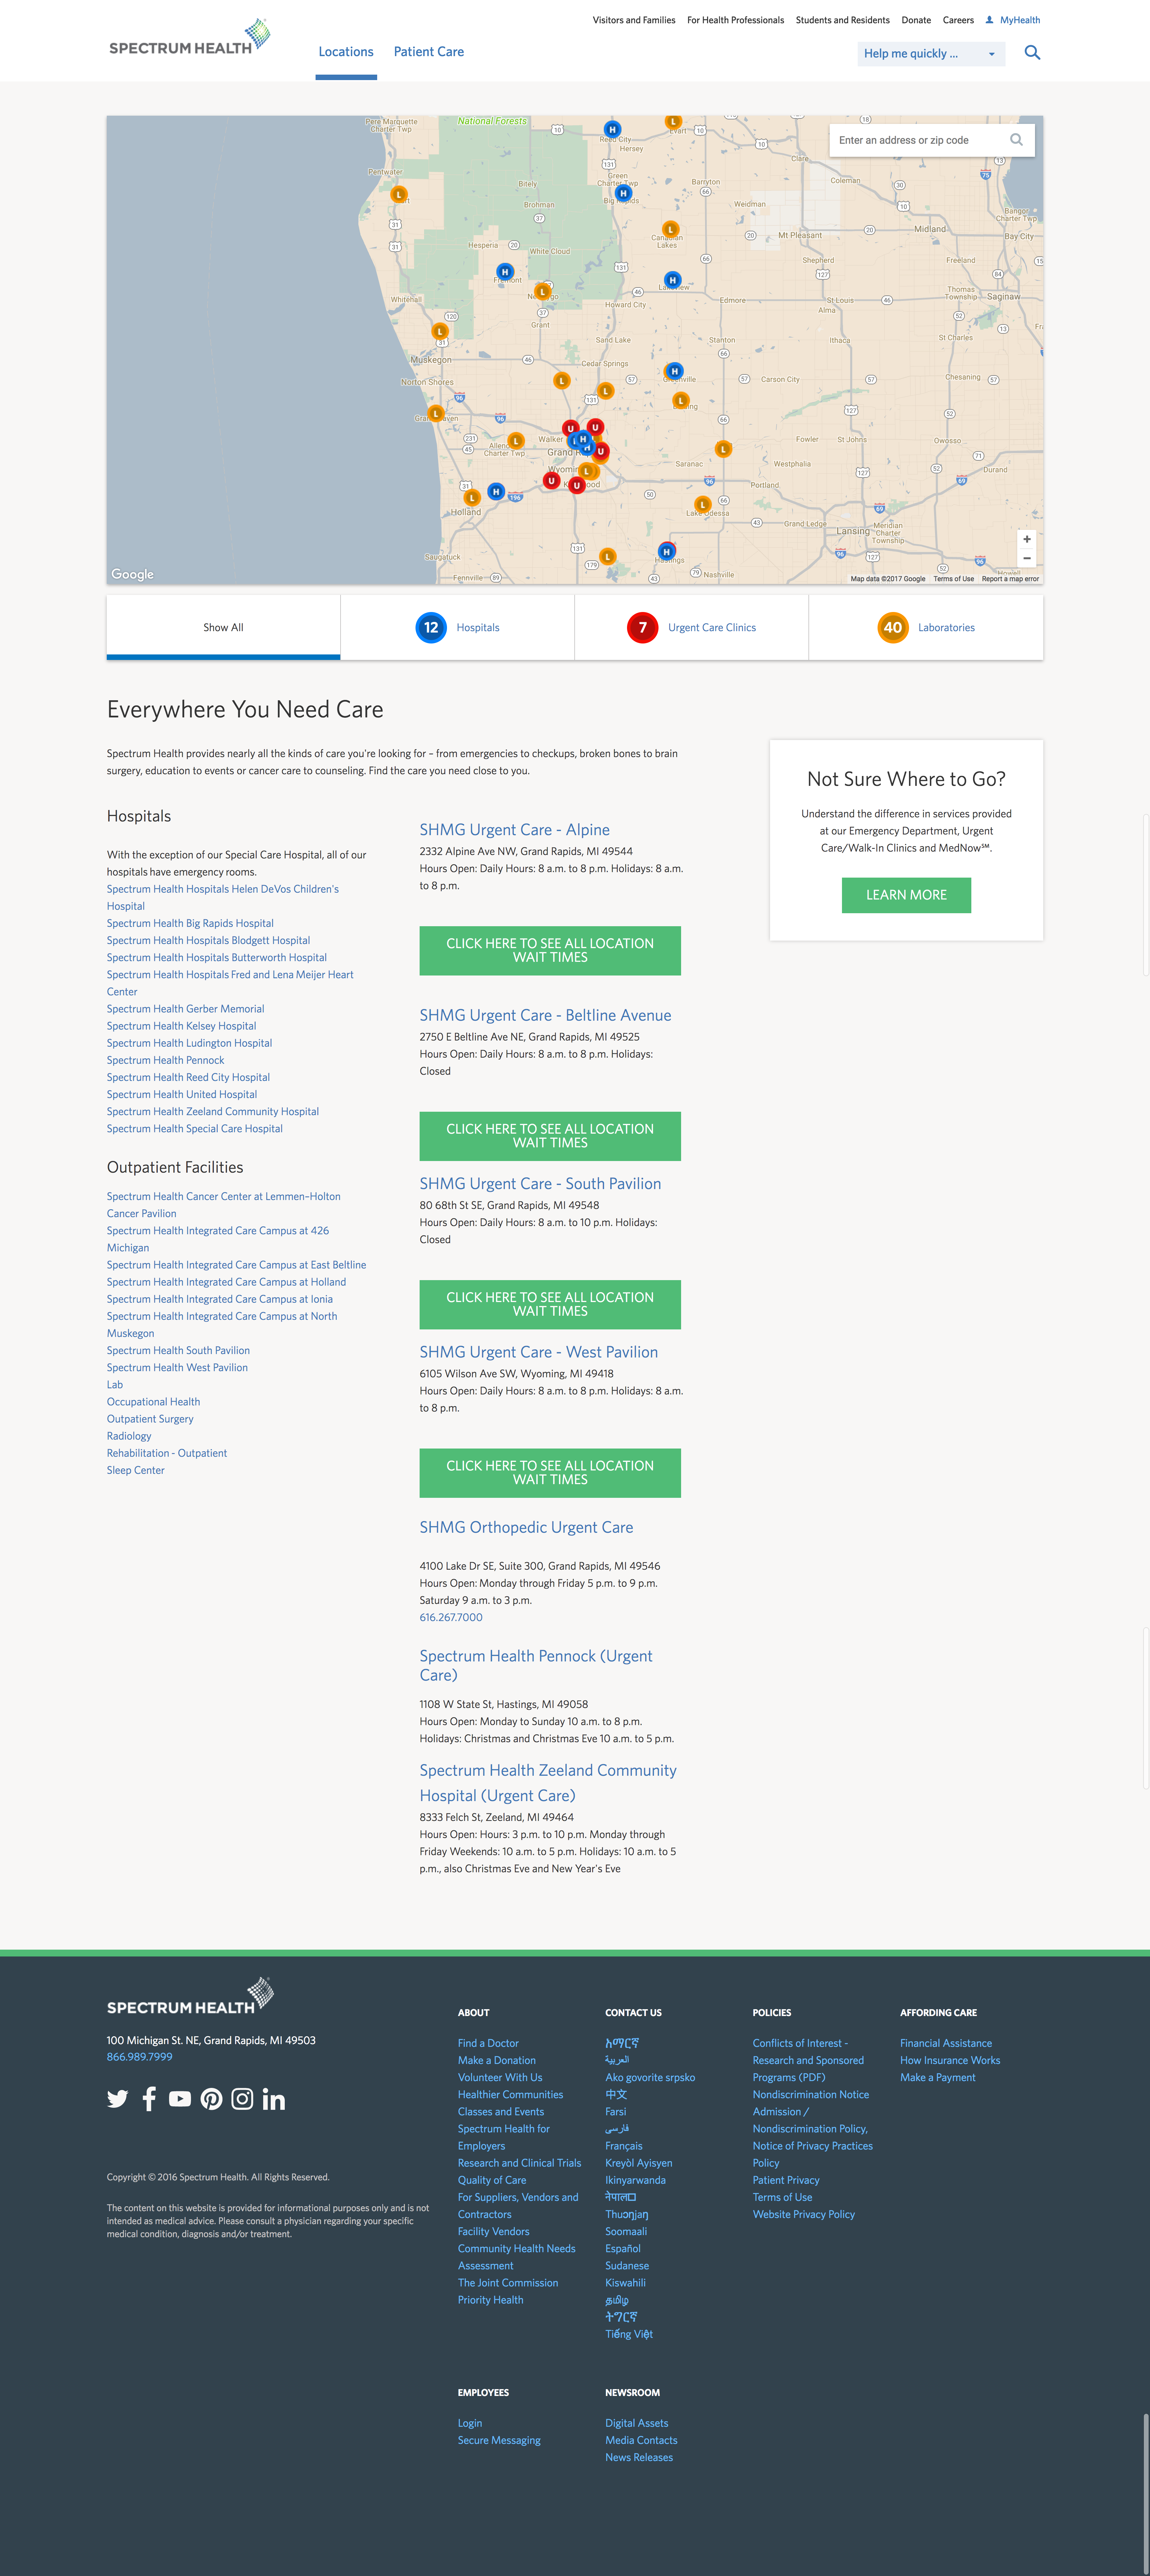 Visitors and Families For Health Professionals Students and Residents Donate Careers MyHealth
SPECTRUM HEALTH
Locations Patient Care
Help me quickly ...
Enter an address or zip code
National Forests
Pere Marquette
Charter Twp
Reed City
Evart
Hersey
Clare
Pentwater
Green
Charter Twp
Big Rapids
Barryton
Coleman
Bitely
Brohman
Weidman
Bangor
Charter Twp
Canadian
Lakes
Mt Pleasant
Midland
Bay City
Hesperia
White Cloud
Shepherd
Freeland
Fremont
Lakeview
Newaygo
Whitehall
Howard City
Edmore
St Louis
Alma
Thomas
Township
Saginaw
Grant
Sand Lake
Stanton
Ithaca
St Charles
Muskegon
Cedar Springs
Norton Shores
Greenville
Carson City
Chesaning
Grand Haven
Belding
Walker
Allendale
Charter Twp
Fowler
St Johns
Owosso
Grand Rapids
Saranac
Westphalia
Durand
Wyoming
Kentwood
Portland
Holland
Lake Odessa
Grand Ledge
Lansing
Meridian
Charter
Township
Saugatuck
Hastings
Howell
Fennville
Nashville
Google
Map data ©2017 Google Terms of Use Report a map error
Show All
12 Hospitals
7 Urgent Care Clinics
40 Laboratories
Everywhere You Need Care
Spectrum Health provides nearly all the kinds of care you're looking for – from emergencies to checkups, broken bones to brain
surgery, education to events or cancer care to counseling. Find the care you need close to you.
Hospitals
With the exception of our Special Care Hospital, all of our
hospitals have emergency rooms.
Spectrum Health Hospitals Helen DeVos Children's
Hospital
Spectrum Health Big Rapids Hospital
Spectrum Health Hospitals Blodgett Hospital
Spectrum Health Hospitals Butterworth Hospital
Spectrum Health Hospitals Fred and Lena Meijer Heart
Center
Spectrum Health Gerber Memorial
Spectrum Health Kelsey Hospital
Spectrum Health Ludington Hospital
Spectrum Health Pennock
Spectrum Health Reed City Hospital
Spectrum Health United Hospital
Spectrum Health Zeeland Community Hospital
Spectrum Health Special Care Hospital
Outpatient Facilities
Spectrum Health Cancer Center at Lemmen–Holton
Cancer Pavilion
Spectrum Health Integrated Care Campus at 426
Michigan
Spectrum Health Integrated Care Campus at East Beltline
Spectrum Health Integrated Care Campus at Holland
Spectrum Health Integrated Care Campus at Ionia
Spectrum Health Integrated Care Campus at North
Muskegon
Spectrum Health South Pavilion
Spectrum Health West Pavilion
Lab
Occupational Health
Outpatient Surgery
Radiology
Rehabilitation - Outpatient
Sleep Center
SHMG Urgent Care - Alpine
2332 Alpine Ave NW, Grand Rapids, MI 49544
Hours Open: Daily Hours: 8 a.m. to 8 p.m. Holidays: 8 a.m.
to 8 p.m.
CLICK HERE TO SEE ALL LOCATION
WAIT TIMES
SHMG Urgent Care - Beltline Avenue
2750 E Beltline Ave NE, Grand Rapids, MI 49525
Hours Open: Daily Hours: 8 a.m. to 8 p.m. Holidays:
Closed
CLICK HERE TO SEE ALL LOCATION
WAIT TIMES
SHMG Urgent Care - South Pavilion
80 68th St SE, Grand Rapids, MI 49548
Hours Open: Daily Hours: 8 a.m. to 10 p.m. Holidays:
Closed
CLICK HERE TO SEE ALL LOCATION
WAIT TIMES
SHMG Urgent Care - West Pavilion
6105 Wilson Ave SW, Wyoming, MI 49418
Hours Open: Daily Hours: 8 a.m. to 8 p.m. Holidays: 8 a.m.
to 8 p.m.
CLICK HERE TO SEE ALL LOCATION
WAIT TIMES
SHMG Orthopedic Urgent Care
4100 Lake Dr SE, Suite 300, Grand Rapids, MI 49546
Hours Open: Monday through Friday 5 p.m. to 9 p.m.
Saturday 9 a.m. to 3 p.m.
616.267.7000
Spectrum Health Pennock (Urgent
Care)
1108 W State St, Hastings, MI 49058
Hours Open: Monday to Sunday 10 a.m. to 8 p.m.
Holidays: Christmas and Christmas Eve 10 a.m. to 5 p.m.
Spectrum Health Zeeland Community
Hospital (Urgent Care)
8333 Felch St, Zeeland, MI 49464
Hours Open: Hours: 3 p.m. to 10 p.m. Monday through
Friday Weekends: 10 a.m. to 5 p.m. Holidays: 10 a.m. to 5
p.m., also Christmas Eve and New Year's Eve
Not Sure Where to Go?
Understand the difference in services provided
at our Emergency Department, Urgent
Care/Walk-In Clinics and MedNow℠.
LEARN MORE
SPECTRUM HEALTH
100 Michigan St. NE, Grand Rapids, MI 49503
866.989.7999
Copyright © 2016 Spectrum Health. All Rights Reserved.
The content on this website is provided for informational purposes only and is not
intended as medical advice. Please consult a physician regarding your specific
medical condition, diagnosis and/or treatment.
ABOUT
Find a Doctor
Make a Donation
Volunteer With Us
Healthier Communities
Classes and Events
Spectrum Health for
Employers
Research and Clinical Trials
Quality of Care
For Suppliers, Vendors and
Contractors
Facility Vendors
Community Health Needs
Assessment
The Joint Commission
Priority Health
CONTACT US
አማርኛ
العربية
Ako govorite srpsko
中文
Farsi
فارسی
Français
Kreyòl Ayisyen
Ikinyarwanda
नेपाल
Thuɔŋjaŋ
Soomaali
Español
Sudanese
Kiswahili
தமிழ
ትግርኛ
Tiếng Việt
POLICIES
Conflicts of Interest -
Research and Sponsored
Programs (PDF)
Nondiscrimination Notice
Admission /
Nondiscrimination Policy,
Notice of Privacy Practices
Policy
Patient Privacy
Terms of Use
Website Privacy Policy
AFFORDING CARE
Financial Assistance
How Insurance Works
Make a Payment
EMPLOYEES
Login
Secure Messaging
NEWSROOM
Digital Assets
Media Contacts
News Releases